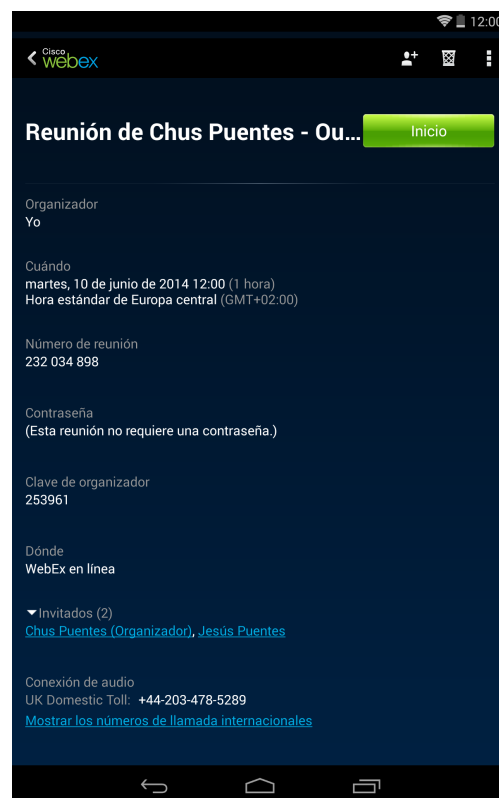 12:00
Cisco
webex
Reunión de Chus Puentes - Ou...
Inicio
Organizador
Yo
Cuándo
martes, 10 de junio de 2014 12:00 (1 hora)
Hora estándar de Europa central (GMT+02:00)
Número de reunión
232 034 898
Contraseña
(Esta reunión no requiere una contraseña.)
Clave de organizador
253961
Dónde
WebEx en línea
Invitados (2)
Chus Puentes (Organizador), Jesús Puentes
Conexión de audio
UK Domestic Toll: +44-203-478-5289
Mostrar los números de llamada internacionales